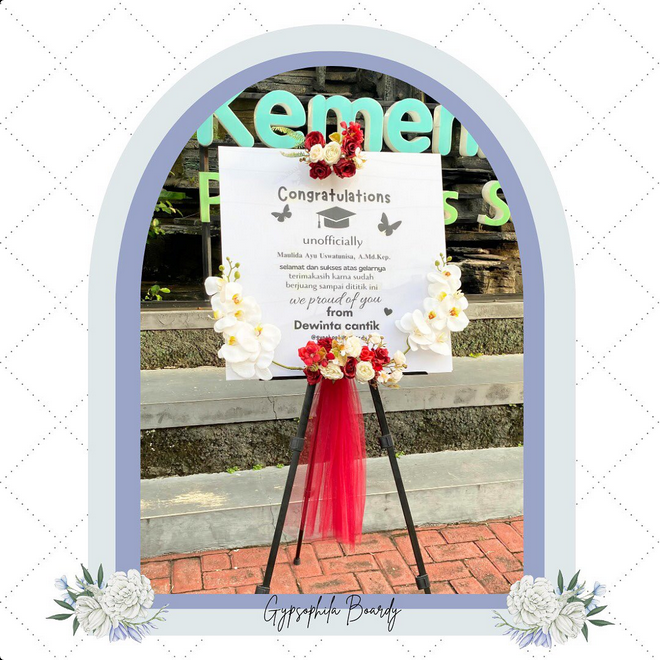 Kemen
P s S
Congratulations
unofficially
Maulida Ayu Uswatunisa, A.Md.Kep.
selamat dan sukses atas gelarnya
terimakasih karna sudah
berjuang sampai dititik ini
we proud of you
from
Dewinta cantik
Gypsophila Boardy